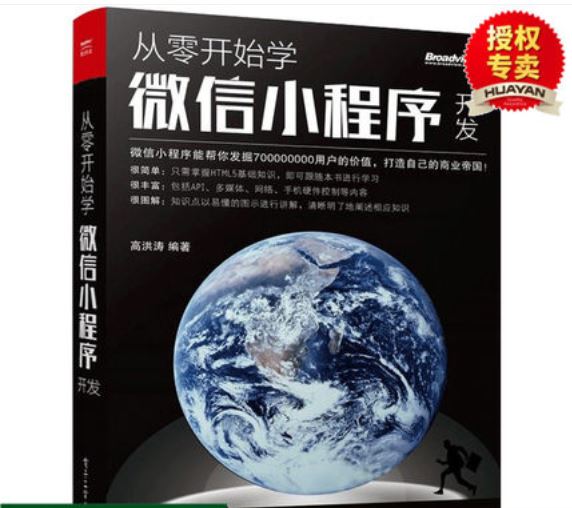 从零开始学
微信小程序
开发
Broadview
微信小程序能帮你发掘700000000用户的价值，打造自己的商业帝国！
很简单：只需掌握HTML5基础知识，即可跟随本书进行学习
很丰富：包括API、多媒体、网络、手机硬件控制等内容
很图解：知识点以易懂的图示进行讲解，清晰明了地阐述相应知识
高洪涛 编著
从零开始学
微信小程序
开发
授权
专卖
HUAYAN